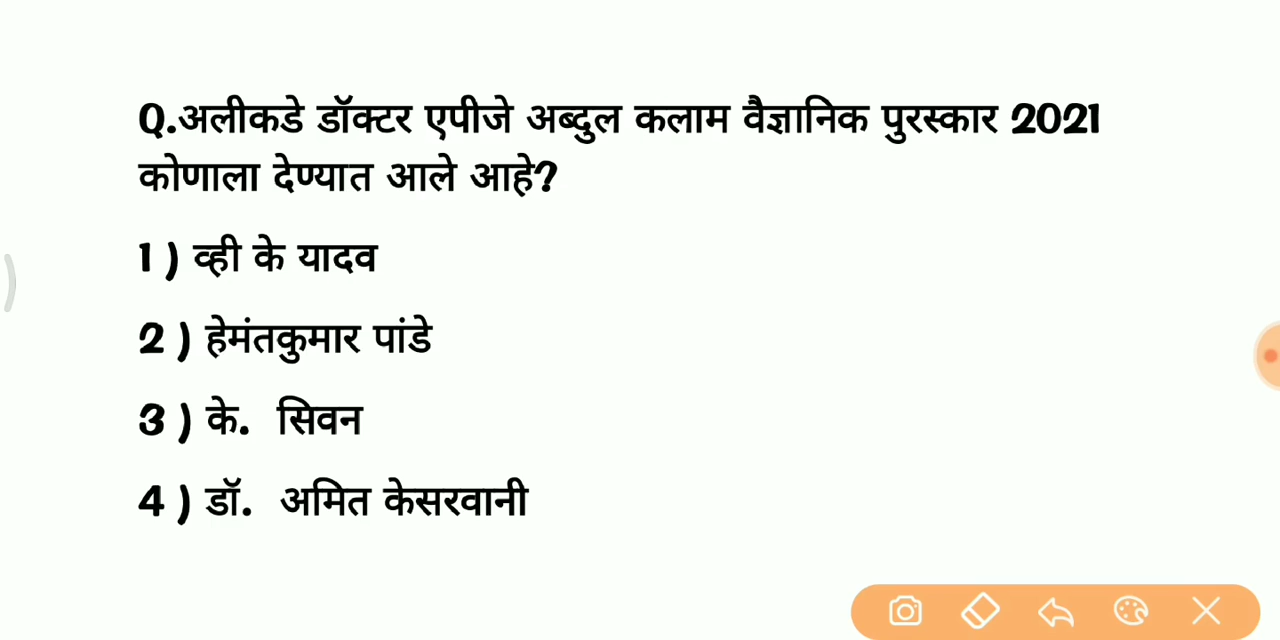 Q.अलीकडे डॉक्टर एपीजे अब्दुल कलाम वैज्ञानिक पुरस्कार 2021
कोणाला देण्यात आले आहे?
1 ) व्ही के यादव
2 ) हेमंतकुमार पांडे
3 ) के. सिवन
4 ) डॉ. अमित केसरवानी